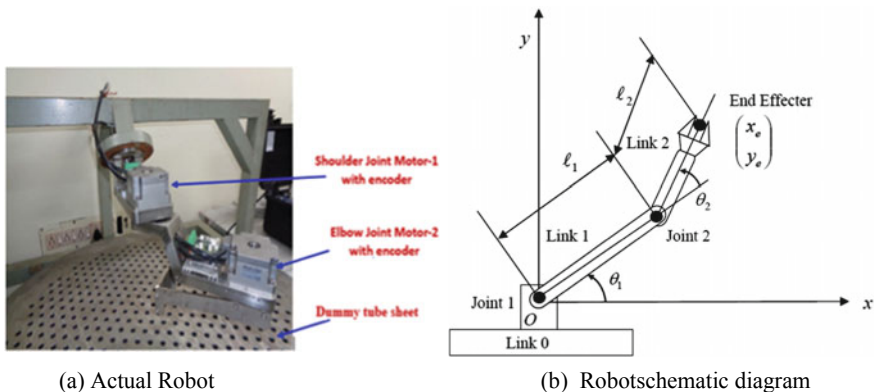 Shoulder Joint Motor-1
with encoder
Elbow Joint Motor-2
with encoder
Dummy tube sheet
(a) Actual Robot
y
ℓ₂
End Effecter
Link 2
xₑ
yₑ
ℓ₁
θ₂
Link 1
Joint 2
Joint 1
θ₁
O
x
Link 0
(b) Robotschematic diagram